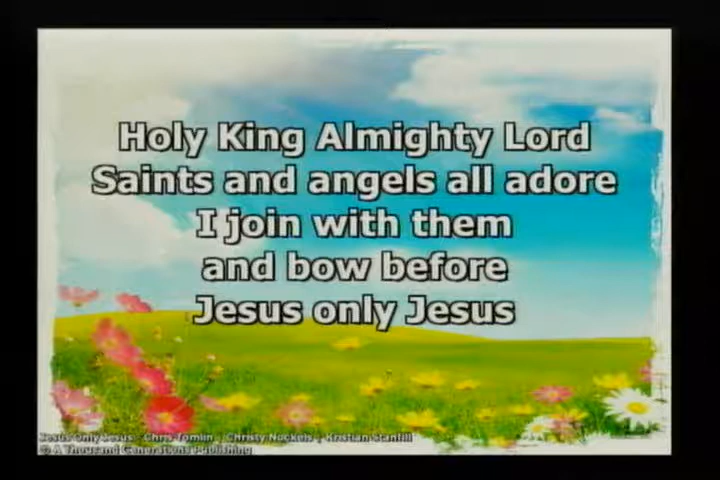 Holy King Almighty Lord
Saints and angels all adore
I join with them
and bow before
Jesus only Jesus
Jesus Only Jesus - Chris Tomlin | Christy Nockels | Kristian Stanfill
© A Thousand Generations Publishing